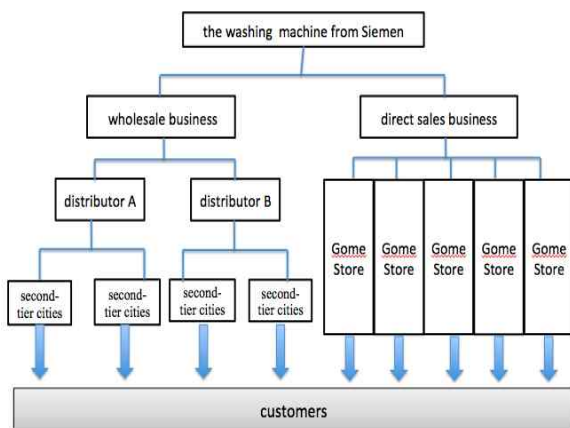 the washing machine from Siemen
wholesale business
direct sales business
distributor A
distributor B
Gome
Store
Gome
Store
Gome
Store
Gome
Store
Gome
Store
second-
tier cities
second-
tier cities
second-
tier cities
second-
tier cities
customers